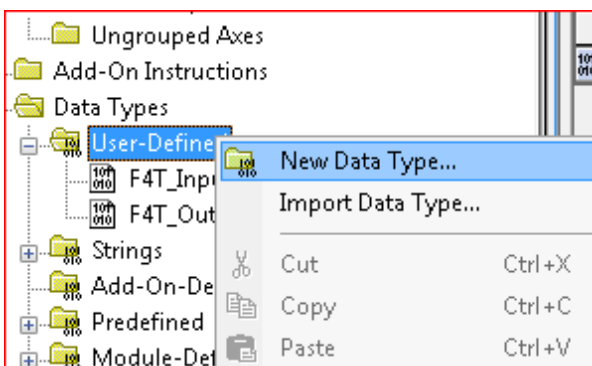 Ungrouped Axes
Add-On Instructions
Data Types
User-Define
New Data Type...
F4T_Inp
Import Data Type...
F4T_Out
Strings
Cut Ctrl+X
Add-On-De
Copy Ctrl+C
Predefined
Paste Ctrl+V
Module-Def